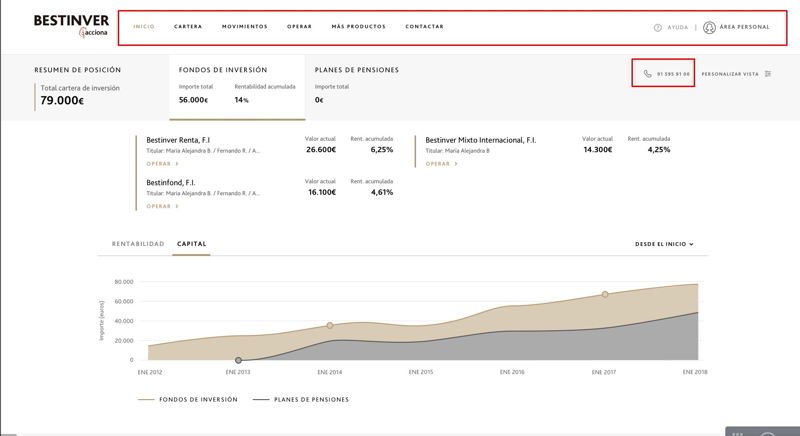 BESTINVER
acciona
INICIO CARTERA MOVIMIENTOS OPERAR MÁS PRODUCTOS CONTACTAR
AYUDA | ÁREA PERSONAL
RESUMEN DE POSICIÓN
Total cartera de inversión
79.000€
FONDOS DE INVERSIÓN
Importe total Rentabilidad acumulada
56.000€ 14%
PLANES DE PENSIONES
Importe total
0€
91 595 91 00
PERSONALIZAR VISTA
Bestinver Renta, F.I Valor actual Rent. acumulada
Titular: Maria Alejandra B. / Fernando R. / A... 26.600€ 6,25%
OPERAR >
Bestinver Mixto Internacional, F.I. Valor actual Rent. acumulada
Titular: Maria Alejandra B 14.300€ 4,25%
OPERAR >
Bestinfond, F.I. Valor actual Rent. acumulada
Titular: Maria Alejandra B. / Fernando R. / A... 16.100€ 4,61%
OPERAR >
RENTABILIDAD CAPITAL DESDE EL INICIO
Importe (euros)
80.000
60.000
40.000
20.000
0
ENE 2012 ENE 2013 ENE 2014 ENE 2015 ENE 2016 ENE 2017 ENE 2018
FONDOS DE INVERSIÓN PLANES DE PENSIONES